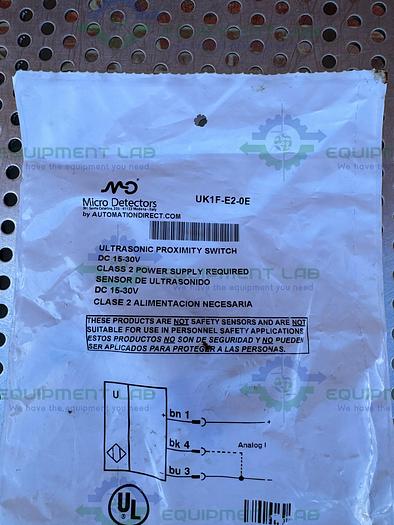 EQUIPMENT LAB
We have the equipment you need
Micro Detectors
by AUTOMATIONDIRECT.COM
UK1F-E2-0E
ULTRASONIC PROXIMITY SWITCH
DC 15-30V
CLASS 2 POWER SUPPLY REQUIRED
SENSOR DE ULTRASONIDO
DC 15-30V
CLASE 2 ALIMENTACION NECESARIA
THESE PRODUCTS ARE NOT SAFETY SENSORS AND ARE NOT
SUITABLE FOR USE IN PERSONNEL SAFETY APPLICATIONS
ESTOS PRODUCTOS NO SON DE SEGURIDAD Y NO PUEDEN
SER APLICADOS PARA PROTEGER A LAS PERSONAS.
U
+
bn 1
+
bk 4
Analog I
-
bu 3
-
UL